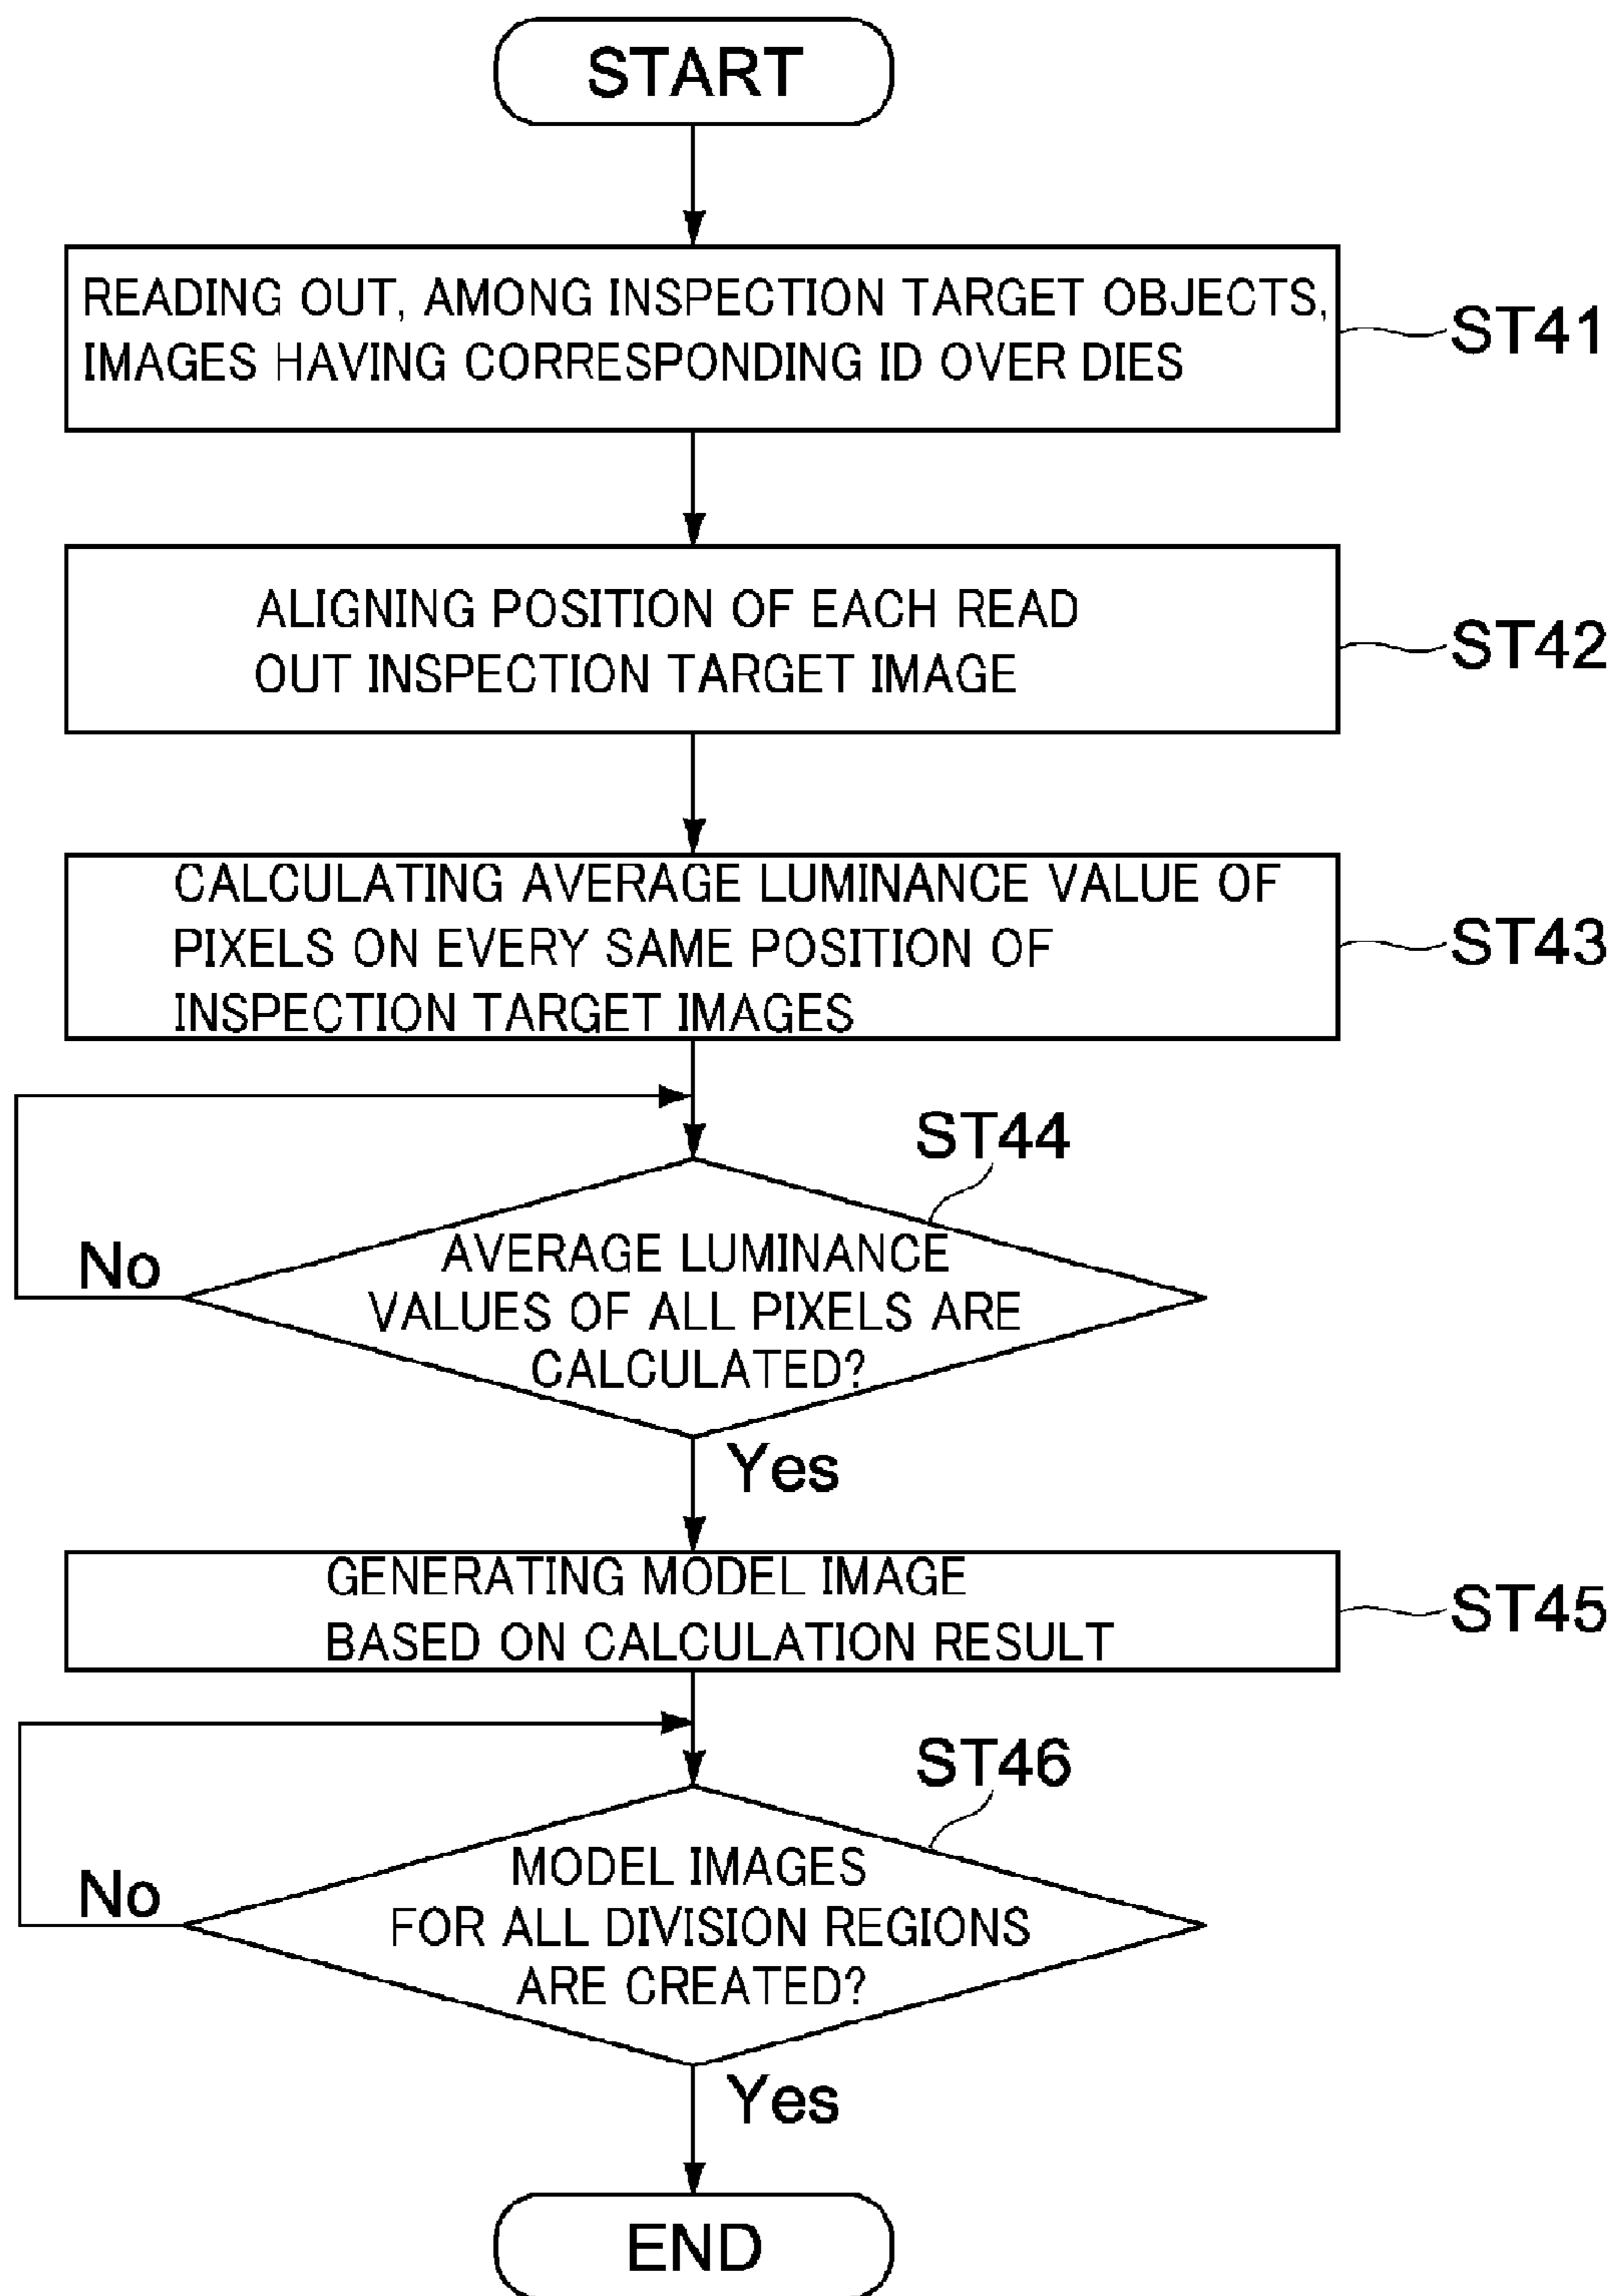 START
READING OUT, AMONG INSPECTION TARGET OBJECTS,
IMAGES HAVING CORRESPONDING ID OVER DIES
ST41
ALIGNING POSITION OF EACH READ
OUT INSPECTION TARGET IMAGE
ST42
CALCULATING AVERAGE LUMINANCE VALUE OF
PIXELS ON EVERY SAME POSITION OF
INSPECTION TARGET IMAGES
ST43
ST44
AVERAGE LUMINANCE
VALUES OF ALL PIXELS ARE
CALCULATED?
No
Yes
GENERATING MODEL IMAGE
BASED ON CALCULATION RESULT
ST45
ST46
MODEL IMAGES
FOR ALL DIVISION REGIONS
ARE CREATED?
No
Yes
END